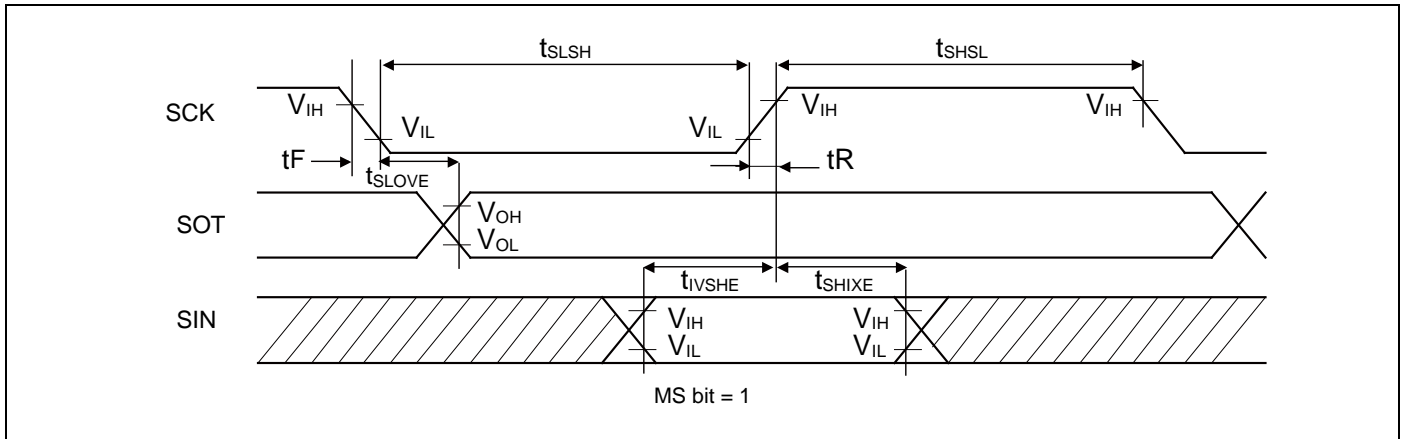 tSLSH tSHSL
SCK VIH VIL VIL VIH VIH
tF tSLOVE tR
SOT VOH
VOL
tIVSHE tSHIXE
SIN VIH VIH
VIL VIL
MS bit = 1